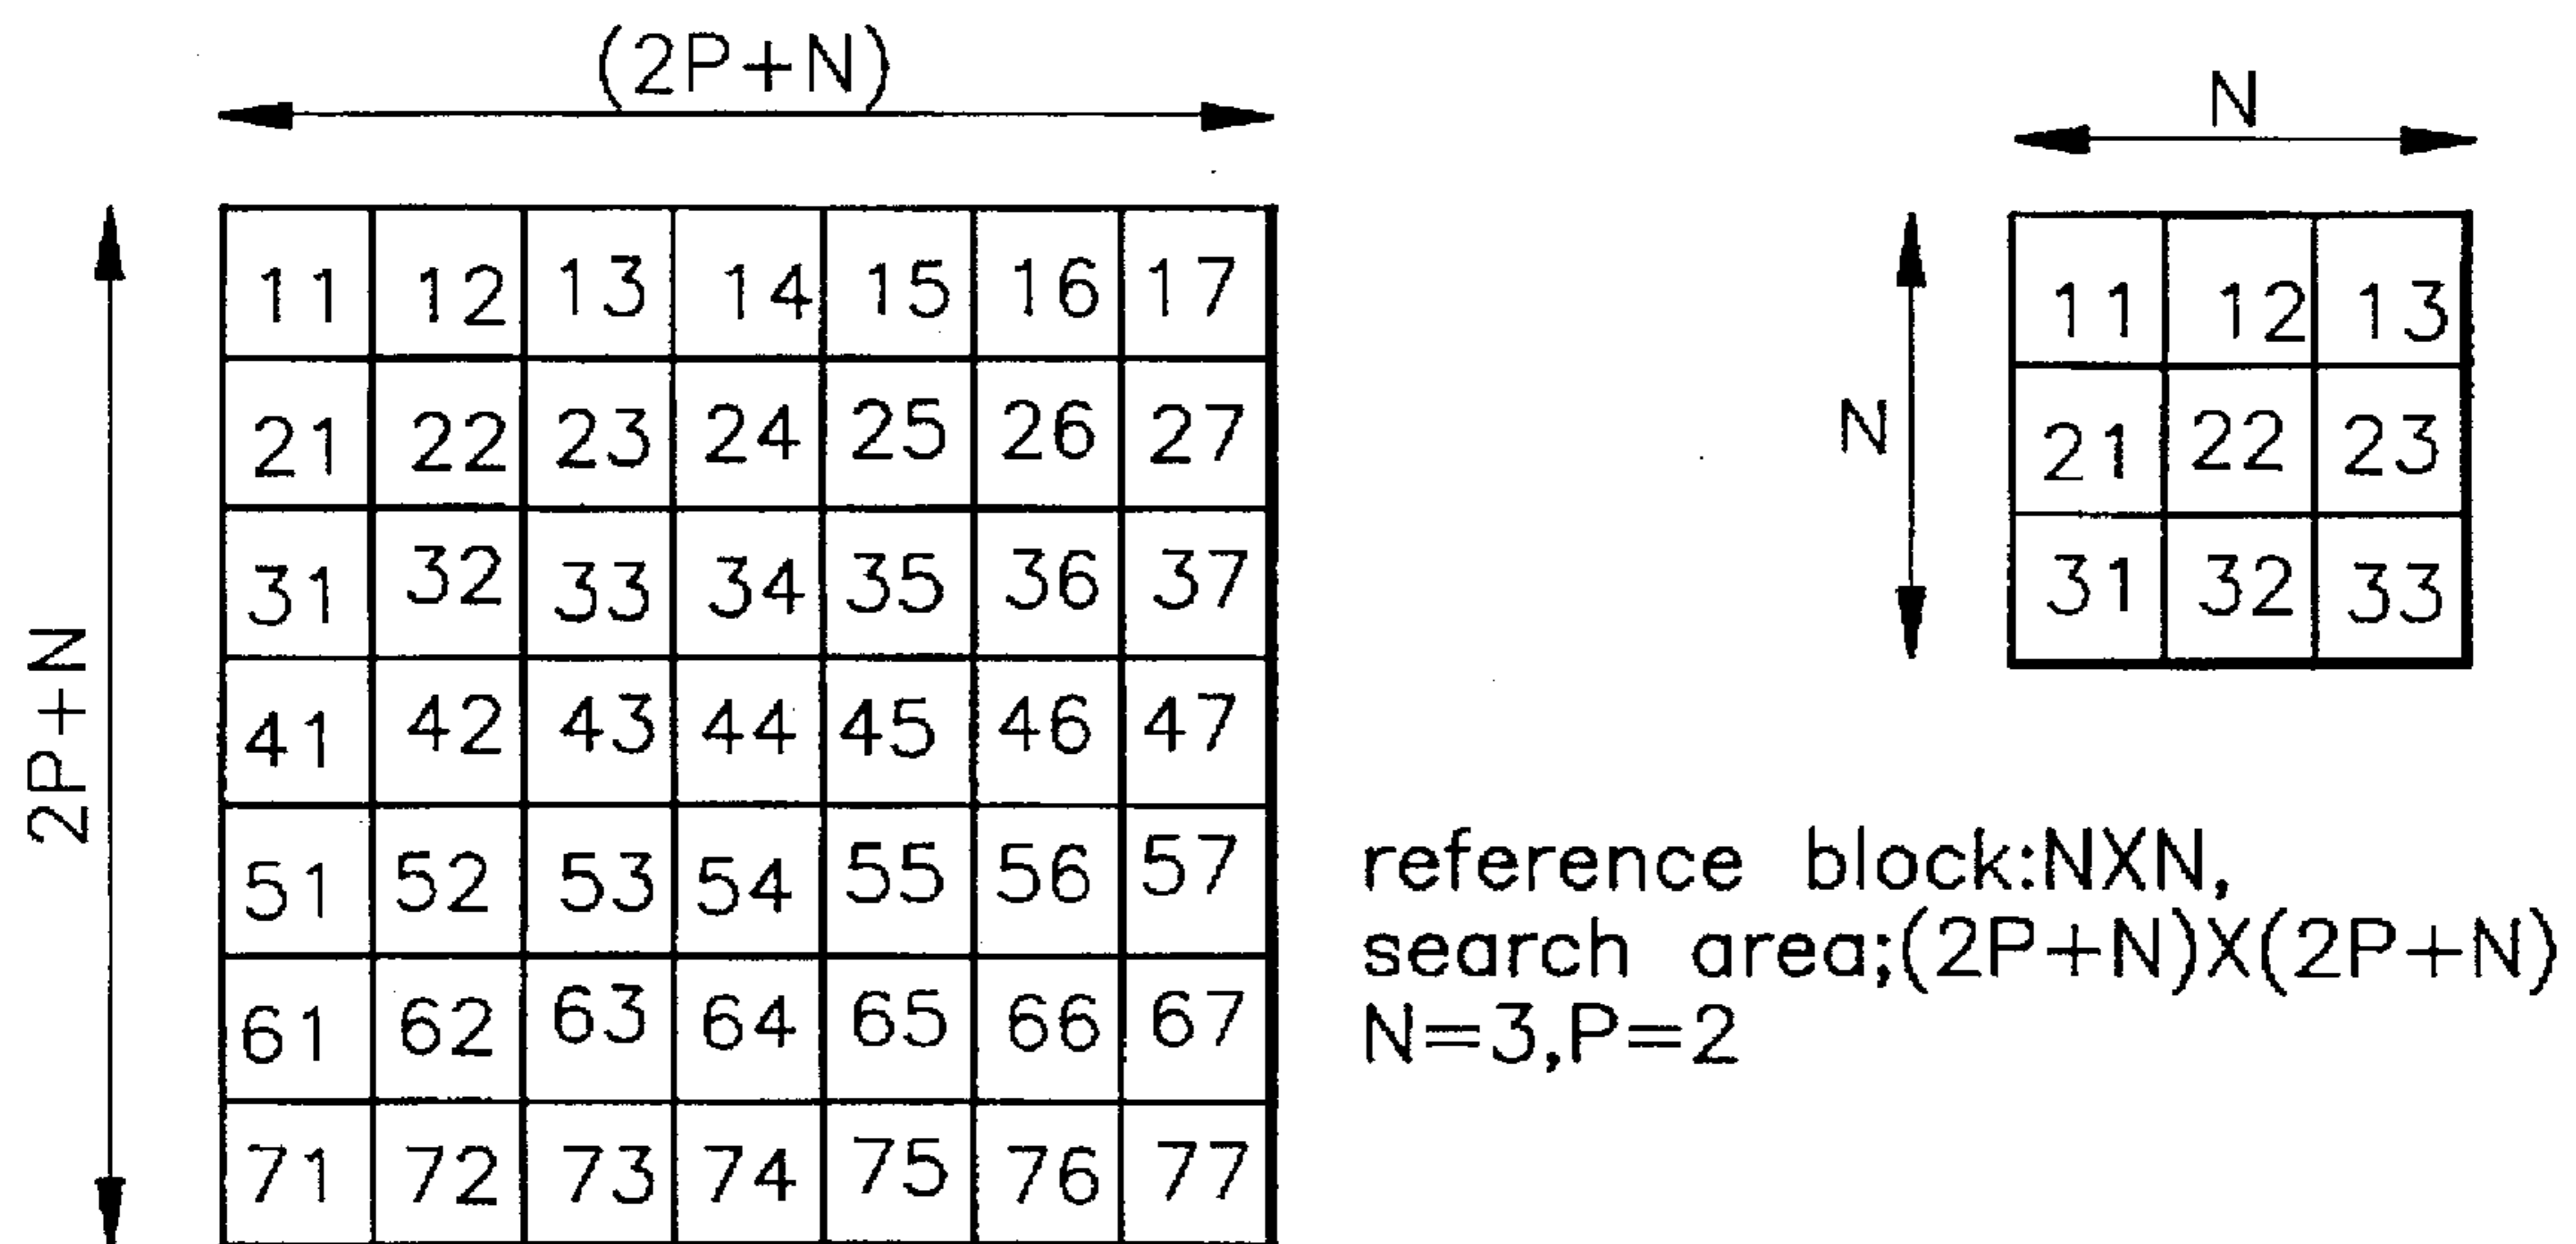 (2P+N)
N
2P+N
11 12 13 14 15 16 17
21 22 23 24 25 26 27
31 32 33 34 35 36 37
41 42 43 44 45 46 47
51 52 53 54 55 56 57
61 62 63 64 65 66 67
71 72 73 74 75 76 77
N
11 12 13
21 22 23
31 32 33
reference block:NXN,
search area;(2P+N)X(2P+N)
N=3,P=2